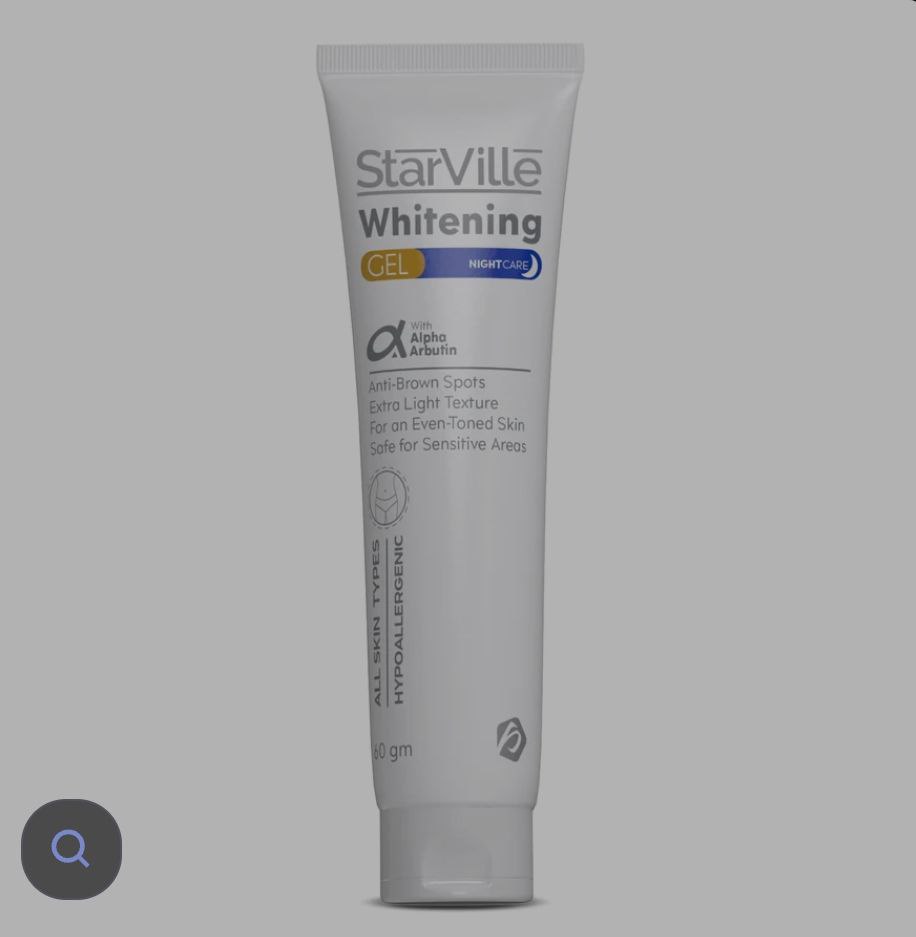 StarVille
Whitening
GEL NIGHTCARE
With
Alpha
Arbutin
Anti-Brown Spots
Extra Light Texture
For an Even-Toned Skin
Safe for Sensitive Areas
ALL SKIN TYPES
HYPOALLERGENIC
60 gm